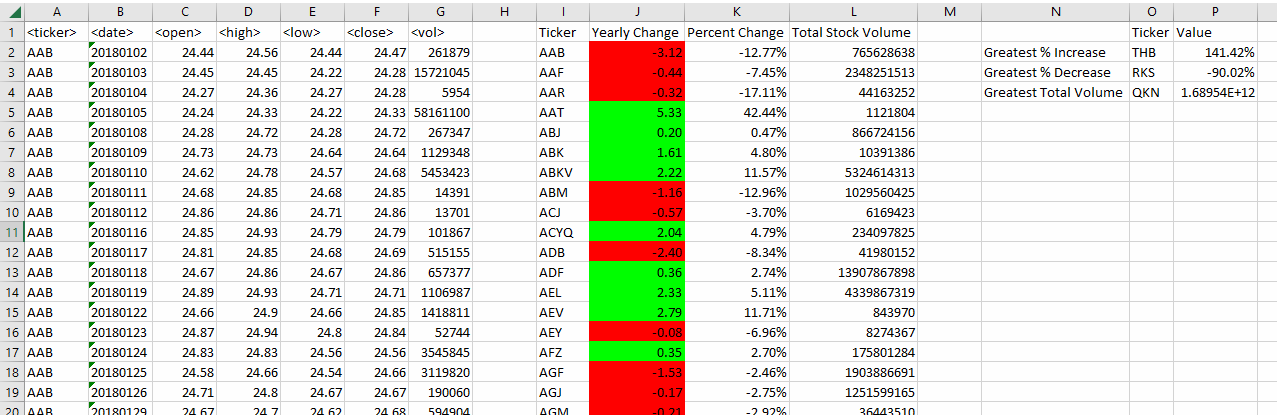 A B C D E F G H I J K L M N O P
1 <ticker> <date> <open> <high> <low> <close> <vol> Ticker Yearly Change Percent Change Total Stock Volume Ticker Value
2 AAB 20180102 24.44 24.56 24.44 24.47 261879 AAB -3.12 -12.77% 765628638 Greatest % Increase THB 141.42%
3 AAB 20180103 24.45 24.45 24.22 24.28 15721045 AAF -0.44 -7.45% 2348251513 Greatest % Decrease RKS -90.02%
4 AAB 20180104 24.27 24.36 24.27 24.28 5954 AAR -0.32 -17.11% 44163252 Greatest Total Volume QKN 1.68954E+12
5 AAB 20180105 24.24 24.33 24.22 24.33 58161100 AAT 5.33 42.44% 1121804
6 AAB 20180108 24.28 24.72 24.28 24.72 267347 ABJ 0.20 0.47% 866724156
7 AAB 20180109 24.73 24.73 24.64 24.64 1129348 ABK 1.61 4.80% 10391386
8 AAB 20180110 24.62 24.78 24.57 24.68 5453423 ABKV 2.22 11.57% 5324614313
9 AAB 20180111 24.68 24.85 24.68 24.85 14391 ABM -1.16 -12.96% 1029560425
10 AAB 20180112 24.86 24.86 24.71 24.86 13701 ACJ -0.57 -3.70% 6169423
11 AAB 20180116 24.85 24.93 24.79 24.79 101867 ACYQ 2.04 4.79% 234097825
12 AAB 20180117 24.81 24.85 24.68 24.69 515155 ADB -2.40 -8.34% 41980152
13 AAB 20180118 24.67 24.86 24.67 24.86 657377 ADF 0.36 2.74% 13907867898
14 AAB 20180119 24.89 24.93 24.71 24.71 1106987 AEL 2.33 5.11% 4339867319
15 AAB 20180122 24.66 24.9 24.66 24.85 1418811 AEV 2.79 11.71% 843970
16 AAB 20180123 24.87 24.94 24.8 24.84 52744 AEY -0.08 -6.96% 8274367
17 AAB 20180124 24.83 24.83 24.56 24.56 3545845 AFZ 0.35 2.70% 175801284
18 AAB 20180125 24.58 24.66 24.54 24.66 3119820 AGF -1.53 -2.46% 1903886691
19 AAB 20180126 24.71 24.8 24.67 24.67 190060 AGJ -0.17 -2.75% 1251599165
20 AAB 20180129 24.67 24.7 24.62 24.68 594904 AGM -0.21 -2.92% 36443510